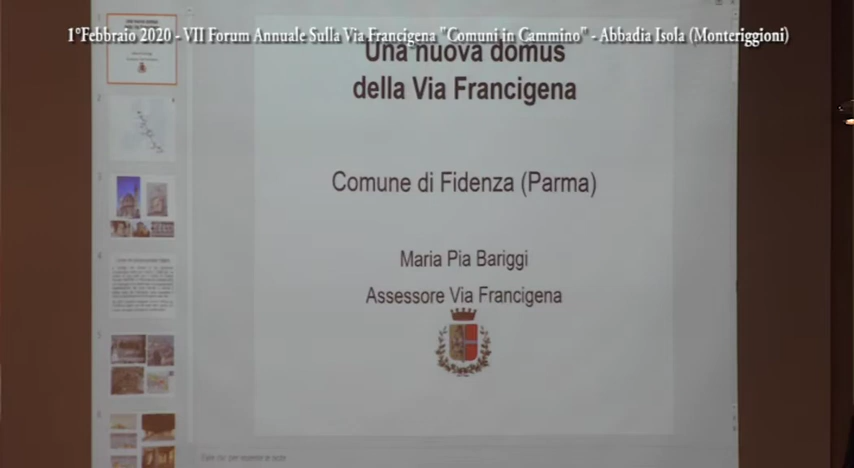 1°Febbraio 2020 - VII Forum Annuale Sulla Via Francigena "Comuni in Cammino" - Abbadia Isola (Monteriggioni)
Una nuova domus
della Via Francigena
Comune di Fidenza (Parma)
Maria Pia Bariggi
Assessore Via Francigena